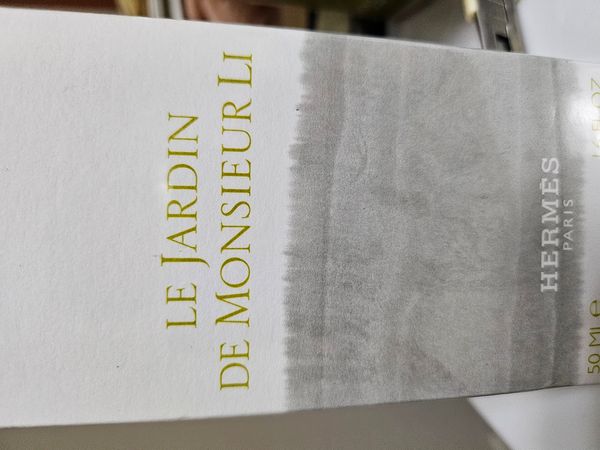 LE JARDIN
DE MONSIEUR LI
HERMÈS
PARIS
50 ML e